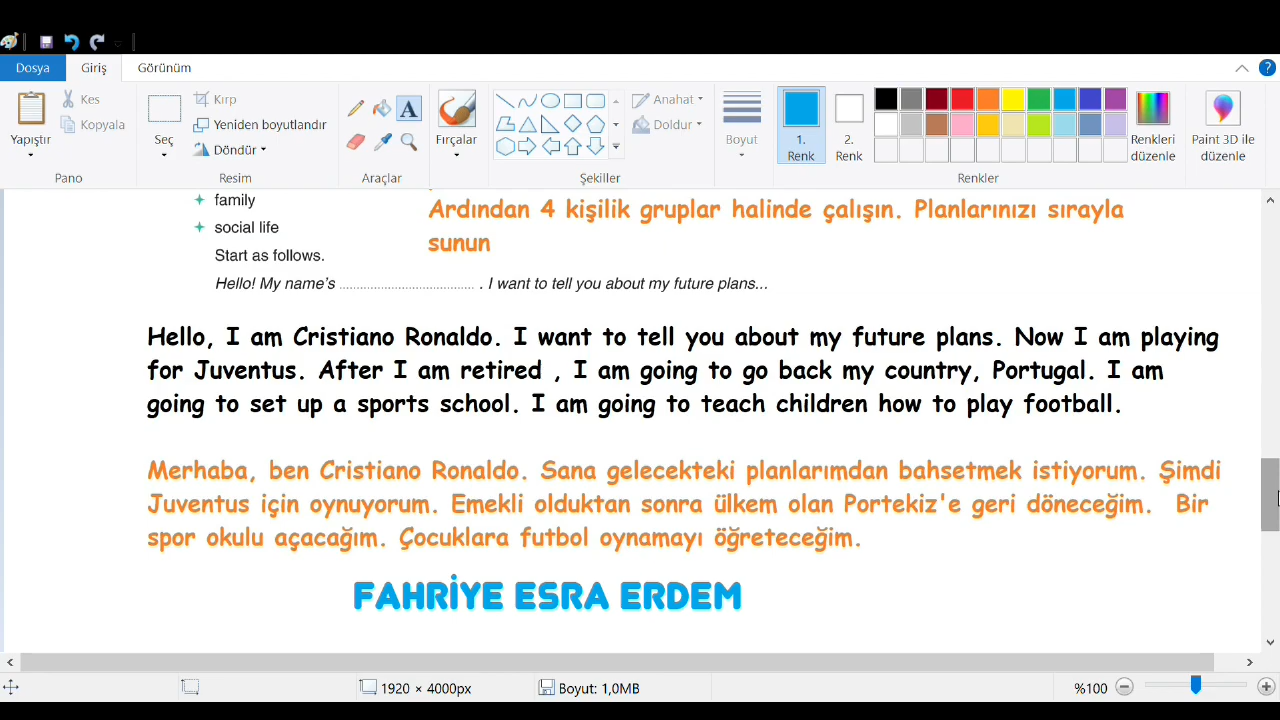 Dosya Giriş Görünüm
Yapıştır
Kes
Kopyala
Pano
Seç
Kırp
Yeniden boyutlandır
Döndür
Resim
A
Araçlar
Fırçalar
Anahat
Doldur
Şekiller
Boyut
1. Renk
2. Renk
Renkler
Renkleri düzenle
Paint 3D ile düzenle
family
social life
Start as follows.
Hello! My name's ....................................... . I want to tell you about my future plans...
Ardından 4 kişilik gruplar halinde çalışın. Planlarınızı sırayla
sunun
Hello, I am Cristiano Ronaldo. I want to tell you about my future plans. Now I am playing
for Juventus. After I am retired , I am going to go back my country, Portugal. I am
going to set up a sports school. I am going to teach children how to play football.
Merhaba, ben Cristiano Ronaldo. Sana gelecekteki planlarımdan bahsetmek istiyorum. Şimdi
Juventus için oynuyorum. Emekli olduktan sonra ülkem olan Portekiz'e geri döneceğim. Bir
spor okulu açacağım. Çocuklara futbol oynamayı öğreteceğim.
FAHRİYE ESRA ERDEM
1920 × 4000px
Boyut: 1,0MB
%100